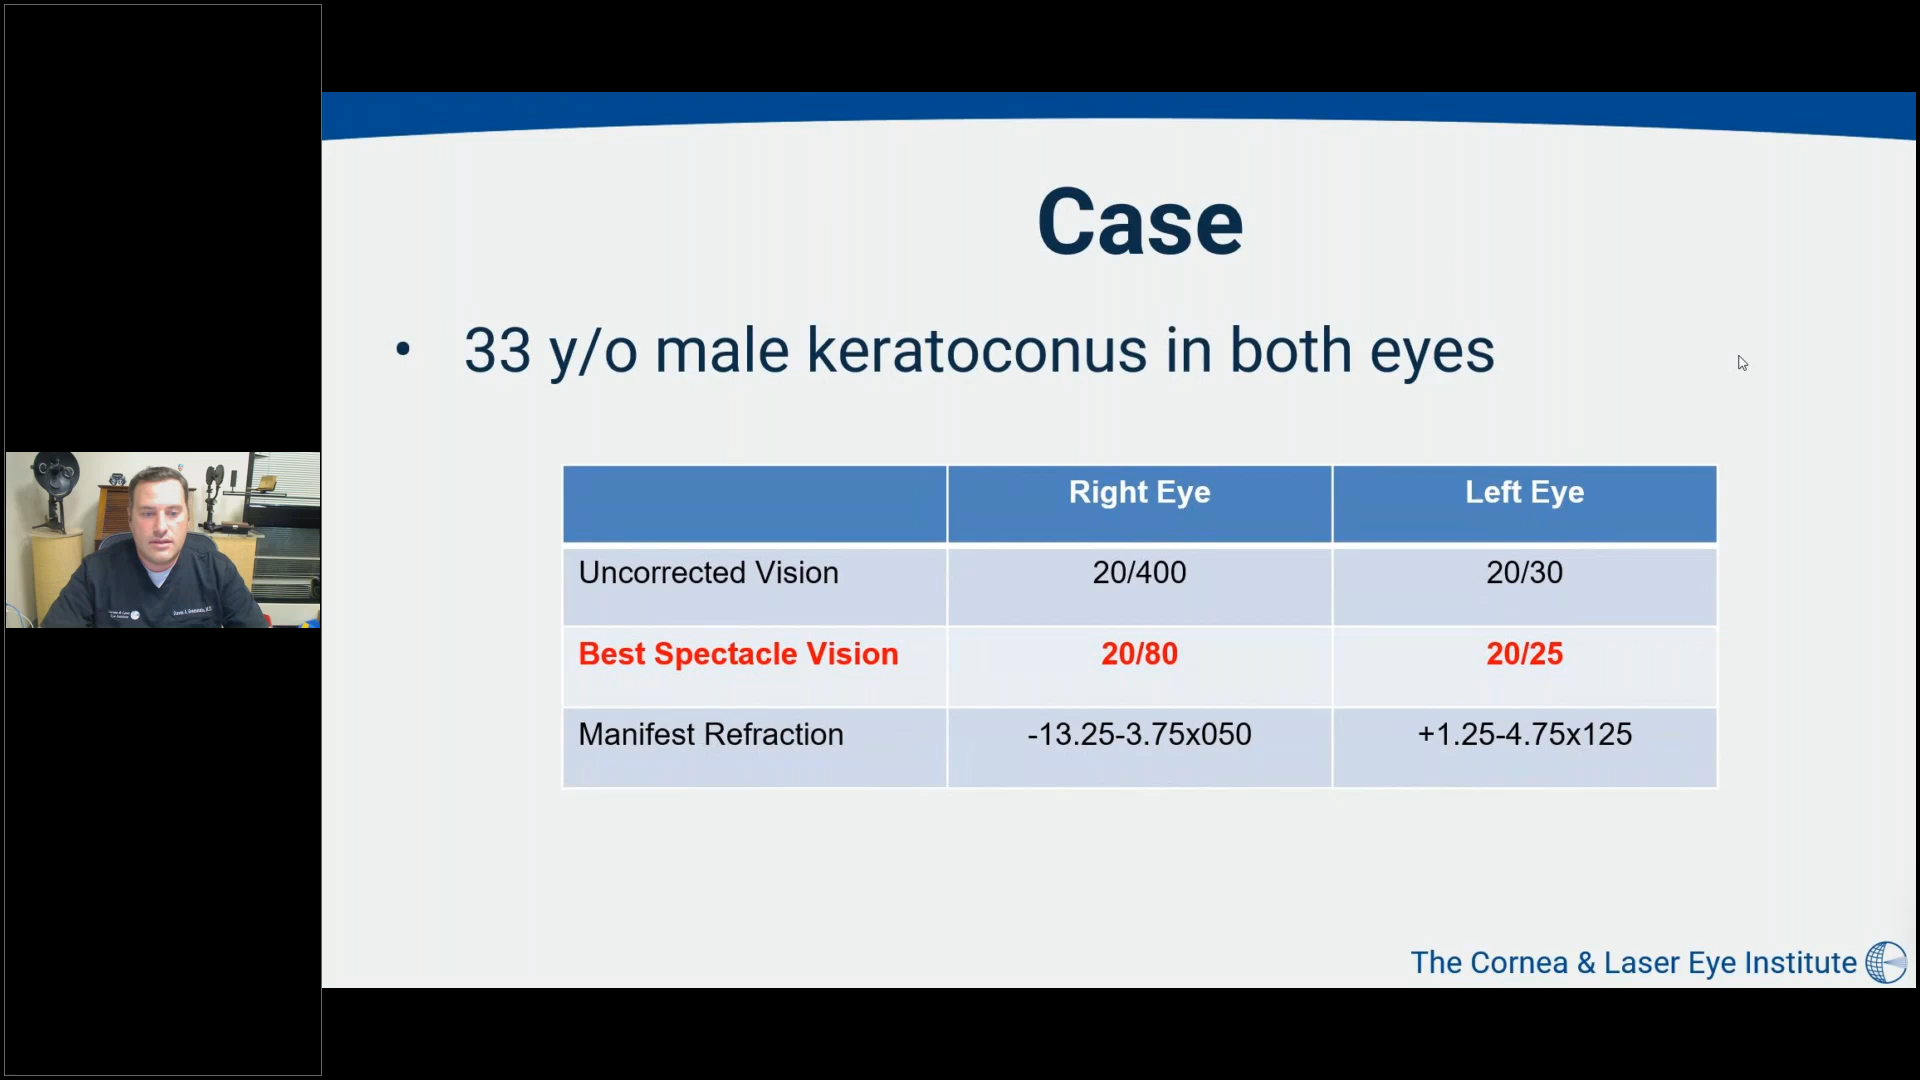 Case
• 33 y/o male keratoconus in both eyes
Right Eye Left Eye
Uncorrected Vision 20/400 20/30
Best Spectacle Vision 20/80 20/25
Manifest Refraction -13.25-3.75x050 +1.25-4.75x125
The Cornea & Laser Eye Institute